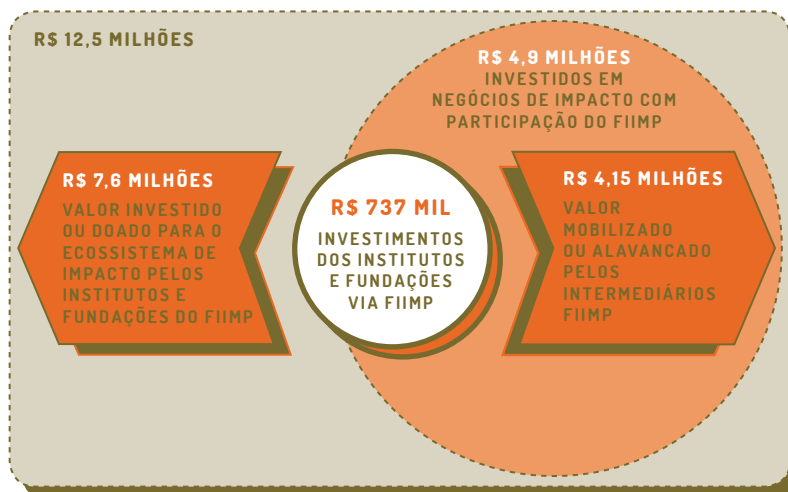 R$ 12,5 MILHÕES
R$ 4,9 MILHÕES
INVESTIDOS EM
NEGÓCIOS DE IMPACTO COM
PARTICIPAÇÃO DO FIIMP
R$ 7,6 MILHÕES
VALOR INVESTIDO
OU DOADO PARA O
ECOSSISTEMA DE
IMPACTO PELOS
INSTITUTOS E
FUNDAÇÕES DO FIIMP
R$ 737 MIL
INVESTIMENTOS
DOS INSTITUTOS
E FUNDAÇÕES
VIA FIIMP
R$ 4,15 MILHÕES
VALOR
MOBILIZADO
OU ALAVANCADO
PELOS
INTERMEDIÁRIOS
FIIMP